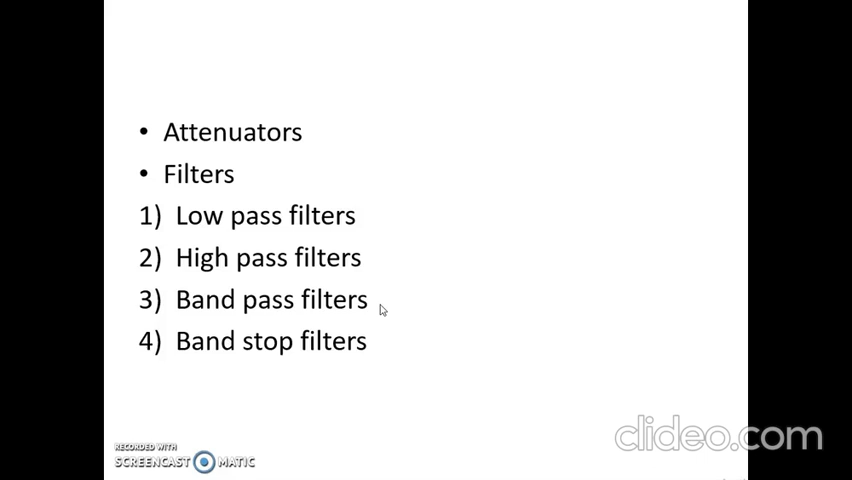 • Attenuators
• Filters
1) Low pass filters
2) High pass filters
3) Band pass filters
4) Band stop filters
RECORDED WITH
SCREENCAST MATIC
clideo.com